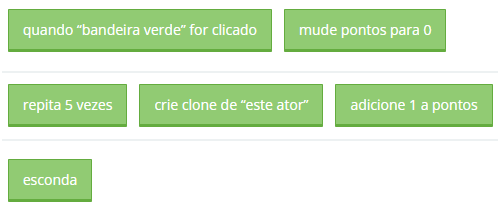 quando “bandeira verde” for clicado mude pontos para 0
repita 5 vezes crie clone de “este ator” adicione 1 a pontos
esconda